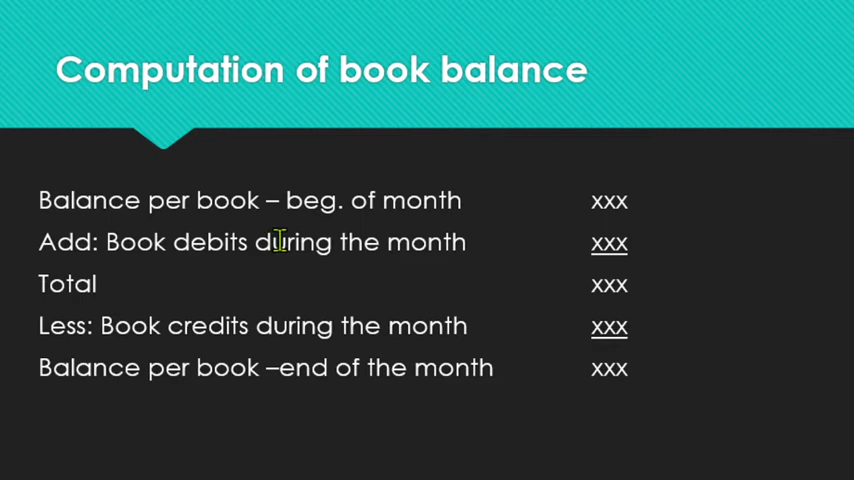 Computation of book balance
Balance per book – beg. of month xxx
Add: Book debits during the month xxx
Total xxx
Less: Book credits during the month xxx
Balance per book –end of the month xxx